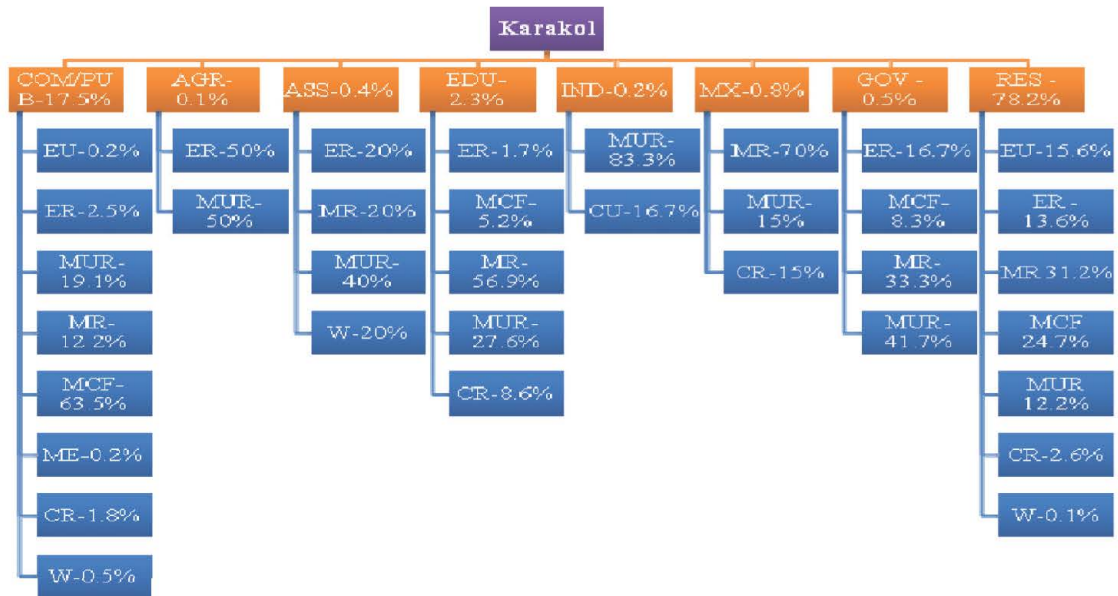 Karakol
COM/PU
B-17.5%
AGR-
0.1%
ASS-0.4%
EDU-
2.3%
IND-0.2%
MX-0.8%
GOV -
0.5%
RES -
78.2%
EU-0.2%
ER-2.5%
MUR-
19.1%
MR-
12.2%
MCF-
63.5%
ME-0.2%
CR-1.8%
W-0.5%
ER-50%
MUR-
50%
ER-20%
MR-20%
MUR-
40%
W-20%
ER-1.7%
MCF-
5.2%
MR-
56.9%
MUR-
27.6%
CR-8.6%
MUR-
83.3%
CU-16.7%
MR-70%
MUR-
15%
CR-15%
ER-16.7%
MCF-
8.3%
MR-
33.3%
MUR-
41.7%
EU-15.6%
ER -
13.6%
MR 31.2%
MCF
24.7%
MUR
12.2%
CR-2.6%
W-0.1%